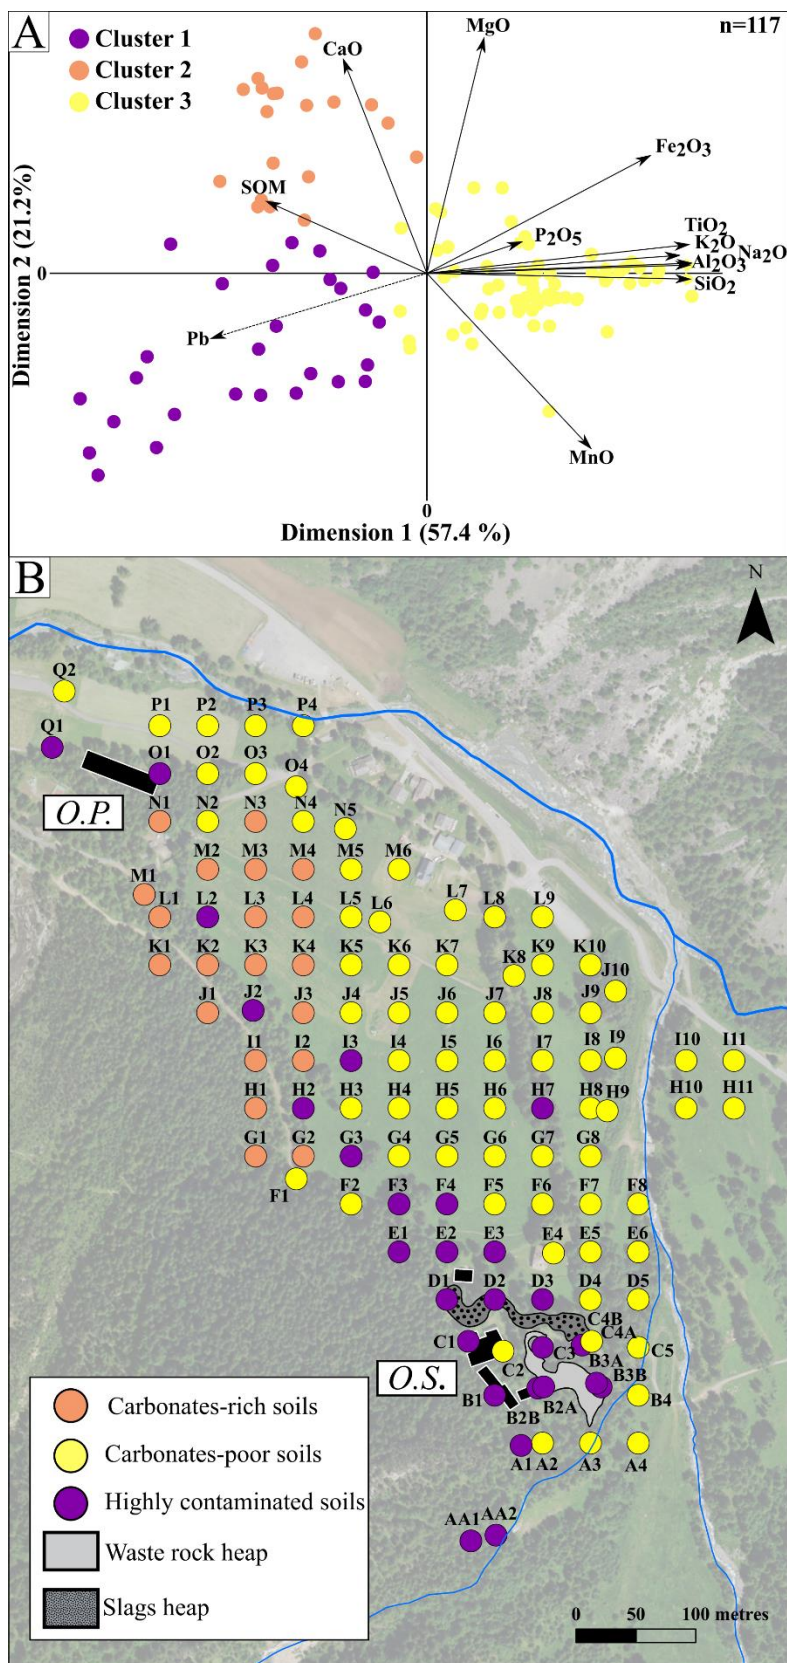 A
n=117
Cluster 1
Cluster 2
Cluster 3
CaO
MgO
Fe2O3
SOM
P2O5
TiO2
K2O
Na2O
Al2O3
SiO2
Pb
MnO
0
0
Dimension 2 (21.2%)
Dimension 1 (57.4 %)
B
N
Q2
P1 P2 P3 P4
Q1
O1 O2 O3 O4
O.P.
N1 N2 N3 N4 N5
M1 M2 M3 M4 M5 M6
L1 L2 L3 L4 L5 L6 L7 L8 L9
K1 K2 K3 K4 K5 K6 K7 K8 K9 K10
J1 J2 J3 J4 J5 J6 J7 J8 J9 J10
I1 I2 I3 I4 I5 I6 I7 I8 I9 I10 I11
H1 H2 H3 H4 H5 H6 H7 H8 H9 H10 H11
G1 G2 G3 G4 G5 G6 G7 G8
F1 F2 F3 F4 F5 F6 F7 F8
E1 E2 E3 E4 E5 E6
D1 D2 D3 D4 D5
C4B
C4A
C1 C2 C3 C5
B3A
B3B
O.S.
B1 B2B B2A B4
A1 A2 A3 A4
AA1 AA2
Carbonates-rich soils
Carbonates-poor soils
Highly contaminated soils
Waste rock heap
Slags heap
0 50 100 metres